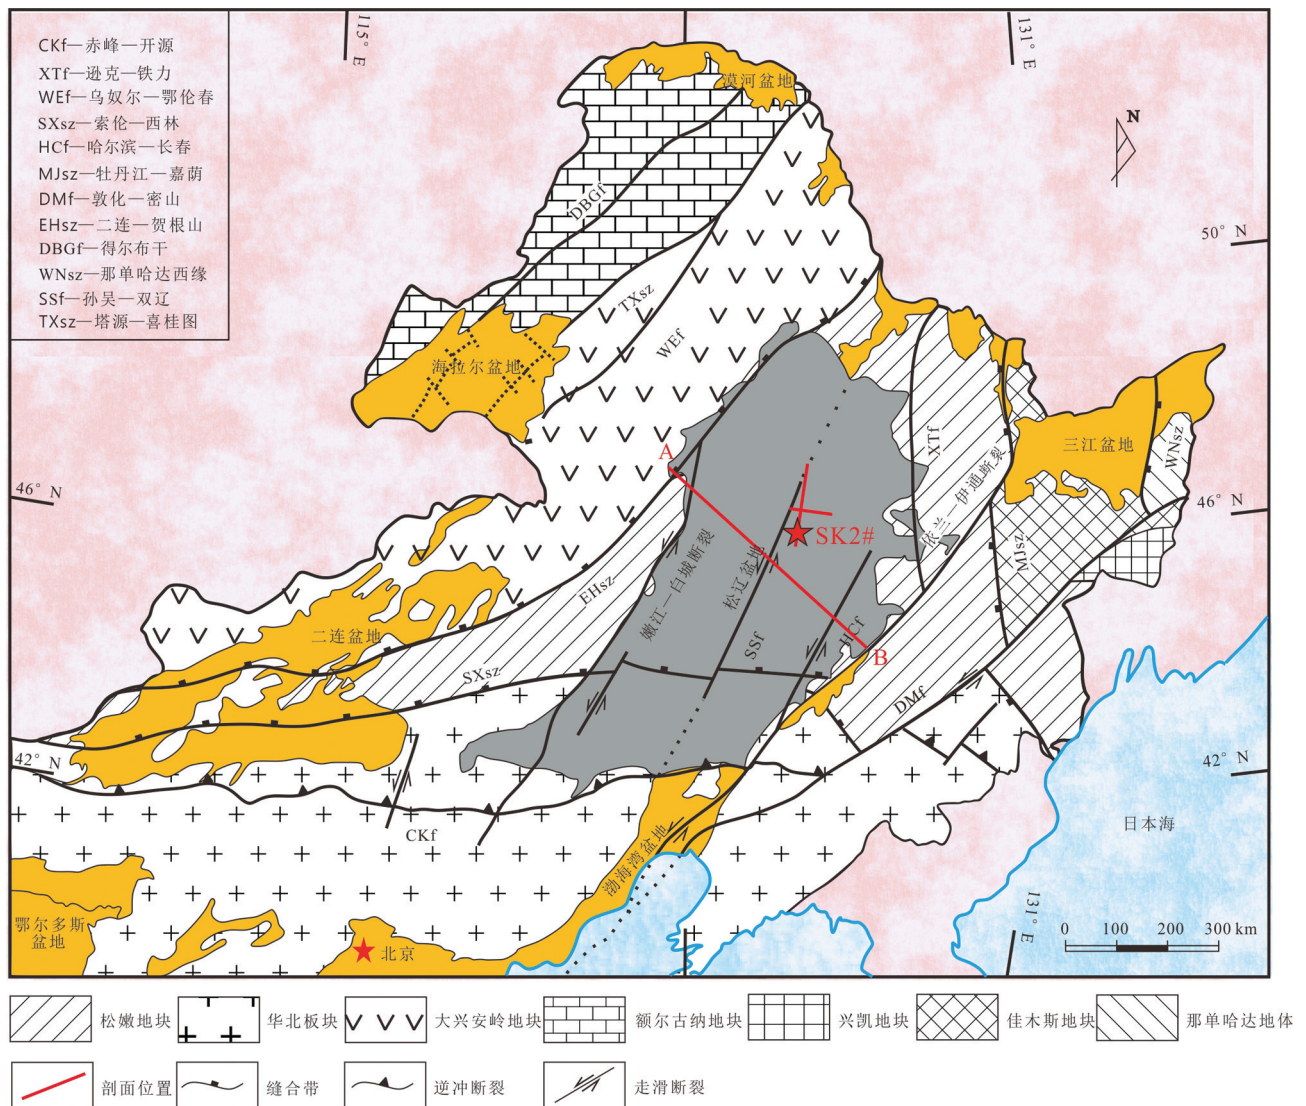 CKf—赤峰—开源
XTf—逊克—铁力
WEf—乌奴尔—鄂伦春
SXsz—索伦—西林
HCf—哈尔滨—长春
MJsz—牡丹江—嘉荫
DMf—敦化—密山
EHsz—二连—贺根山
DBGf—得尔布干
WNsz—那单哈达西缘
SSf—孙吴—双辽
TXsz—塔源—喜桂图
115° E
131° E
N
漠河盆地
50° N
DBGf
TXsz
WEf
海拉尔盆地
XTf
三江盆地
WNsz
A
依兰—伊通断裂
46° N
46° N
SK2#
嫩江—白城断裂
松辽盆地
MJsz
EHsz
二连盆地
SSf
HCf
B
SXsz
DMf
42° N
42° N
CKf
日本海
渤海湾盆地
鄂尔多斯
盆地
北京
131° E
0 100 200 300 km
松嫩地块
华北板块
大兴安岭地块
额尔古纳地块
兴凯地块
佳木斯地块
那单哈达地体
剖面位置
缝合带
逆冲断裂
走滑断裂